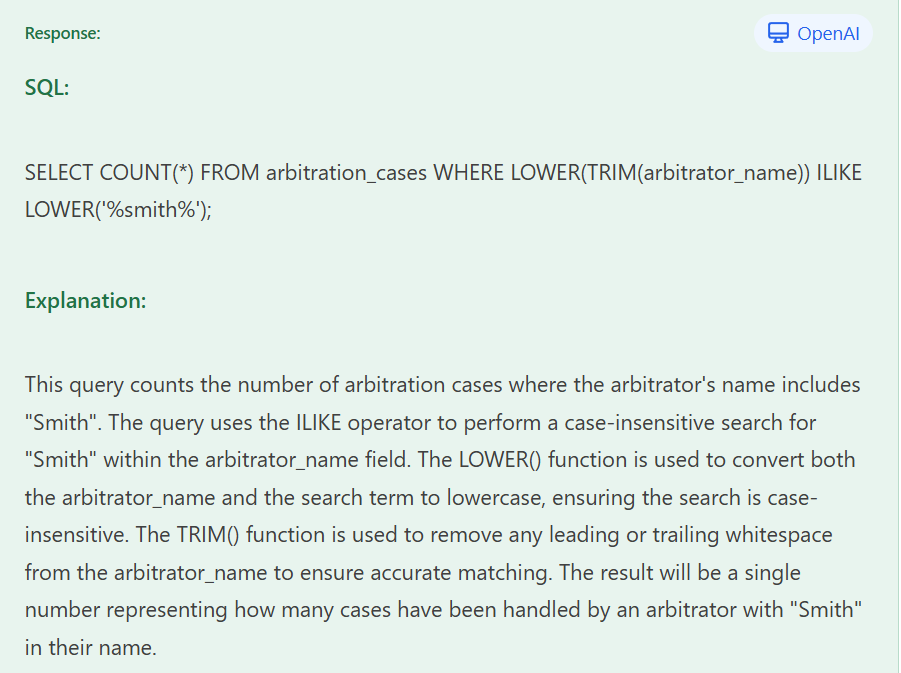 Response:
OpenAI
SQL:
SELECT COUNT(*) FROM arbitration_cases WHERE LOWER(TRIM(arbitrator_name)) ILIKE
LOWER('%smith%');
Explanation:
This query counts the number of arbitration cases where the arbitrator's name includes
"Smith". The query uses the ILIKE operator to perform a case-insensitive search for
"Smith" within the arbitrator_name field. The LOWER() function is used to convert both
the arbitrator_name and the search term to lowercase, ensuring the search is case-
insensitive. The TRIM() function is used to remove any leading or trailing whitespace
from the arbitrator_name to ensure accurate matching. The result will be a single
number representing how many cases have been handled by an arbitrator with "Smith"
in their name.